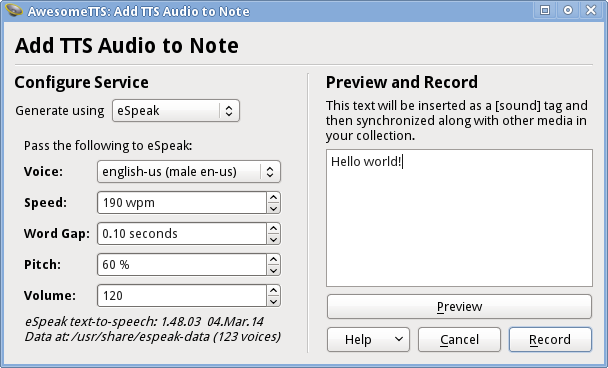 AwesomeTTS: Add TTS Audio to Note
Add TTS Audio to Note
Configure Service
Generate using eSpeak
Pass the following to eSpeak:
Voice: english-us (male en-us)
Speed: 190 wpm
Word Gap: 0.10 seconds
Pitch: 60 %
Volume: 120
eSpeak text-to-speech: 1.48.03  04.Mar.14
Data at: /usr/share/espeak-data (123 voices)
Preview and Record
This text will be inserted as a [sound] tag and
then synchronized along with other media in
your collection.
Hello world!
Preview
Help Cancel Record